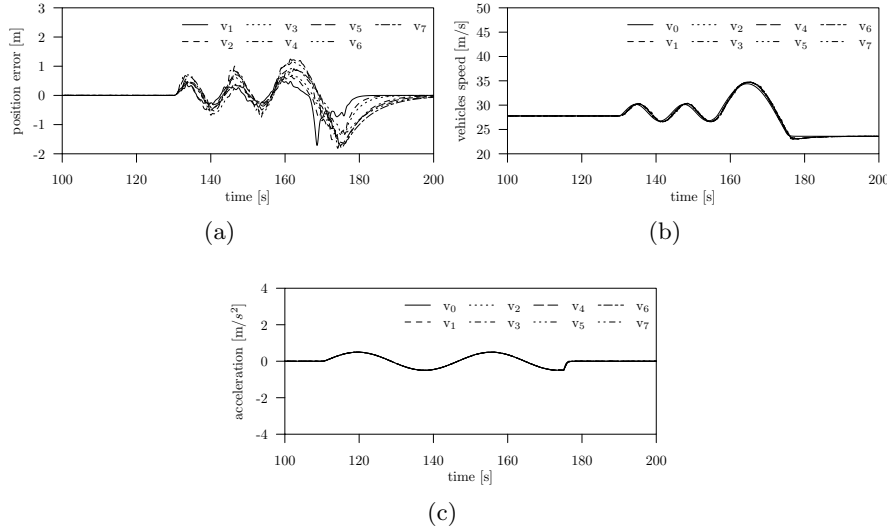 position error [m]
3
2
1
0
-1
-2
v1 v3 v5 v7
v2 v4 v6
100 120 140 160 180 200
time [s]
(a)
vehicles speed [m/s]
50
45
40
35
30
25
20
v0 v2 v4 v6
v1 v3 v5 v7
100 120 140 160 180 200
time [s]
(b)
acceleration [m/s²]
4
2
0
-2
-4
v0 v2 v4 v6
v1 v3 v5 v7
100 120 140 160 180 200
time [s]
(c)